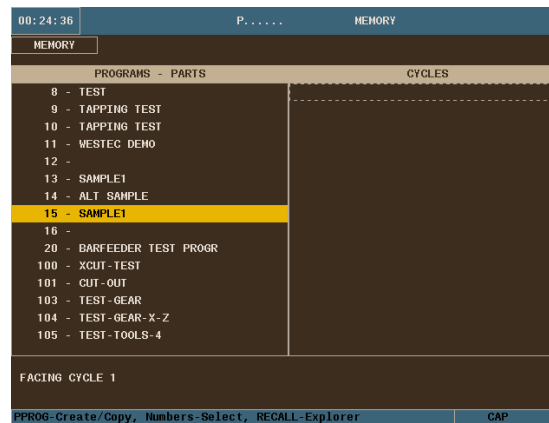 00:24:36 P...... MEMORY
MEMORY
PROGRAMS - PARTS CYCLES
8 - TEST
9 - TAPPING TEST
10 - TAPPING TEST
11 - WESTEC DEMO
12 -
13 - SAMPLE1
14 - ALT SAMPLE
15 - SAMPLE1
16 -
20 - BARFEEDER TEST PROGR
100 - XCUT-TEST
101 - CUT-OUT
103 - TEST-GEAR
104 - TEST-GEAR-X-Z
105 - TEST-TOOLS-4
FACING CYCLE 1
PPROG-Create/Copy, Numbers-Select, RECALL-Explorer CAP